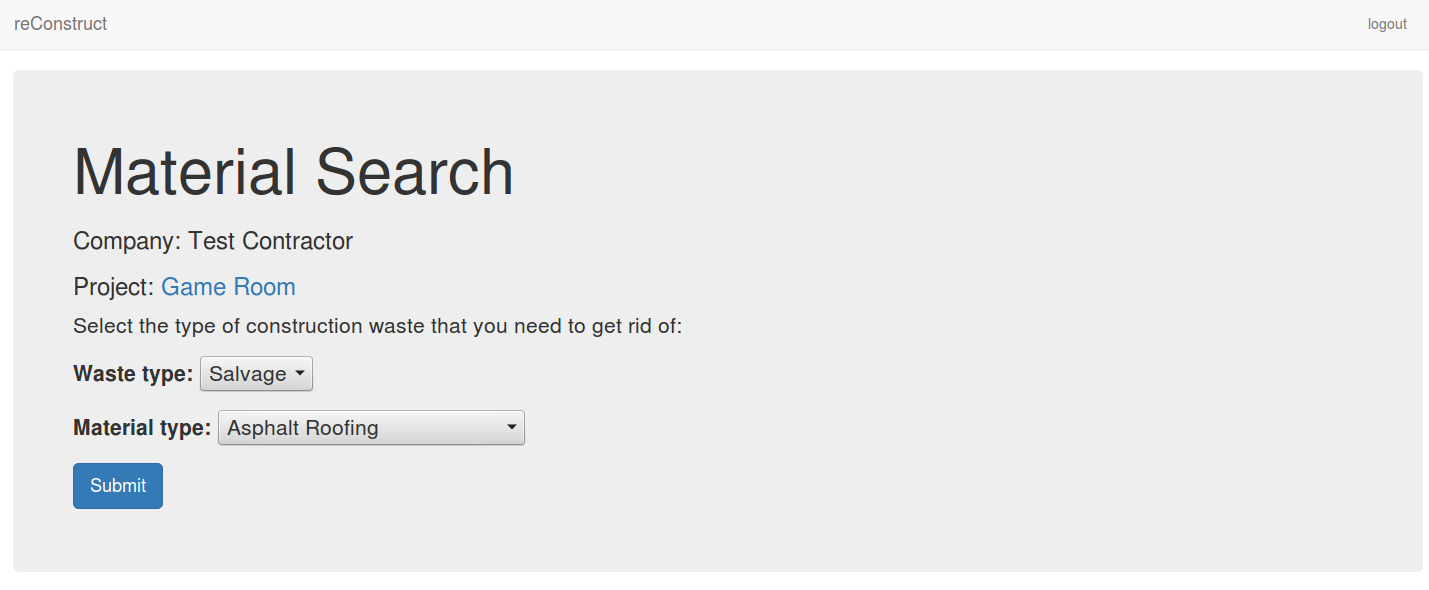 reConstruct logout
Material Search
Company: Test Contractor
Project: Game Room
Select the type of construction waste that you need to get rid of:
Waste type: Salvage
Material type: Asphalt Roofing
Submit